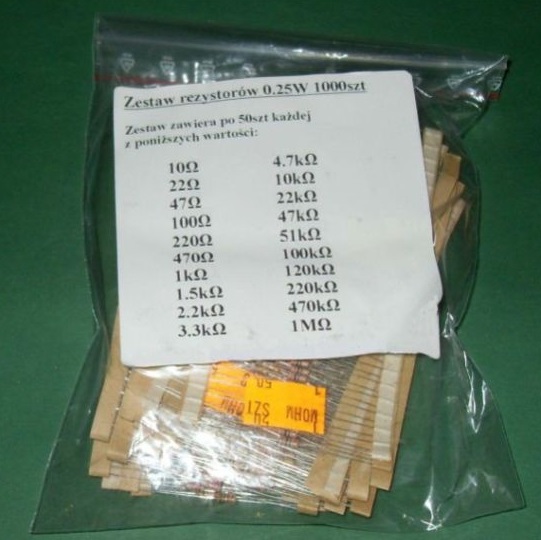 Zestaw rezystorów 0.25W 1000szt
Zestaw zawiera po 50szt każdej
z poniższych wartości:
10Ω
22Ω
47Ω
100Ω
220Ω
470Ω
1kΩ
1.5kΩ
2.2kΩ
3.3kΩ
4.7kΩ
10kΩ
22kΩ
47kΩ
51kΩ
100kΩ
120kΩ
220kΩ
470kΩ
1MΩ